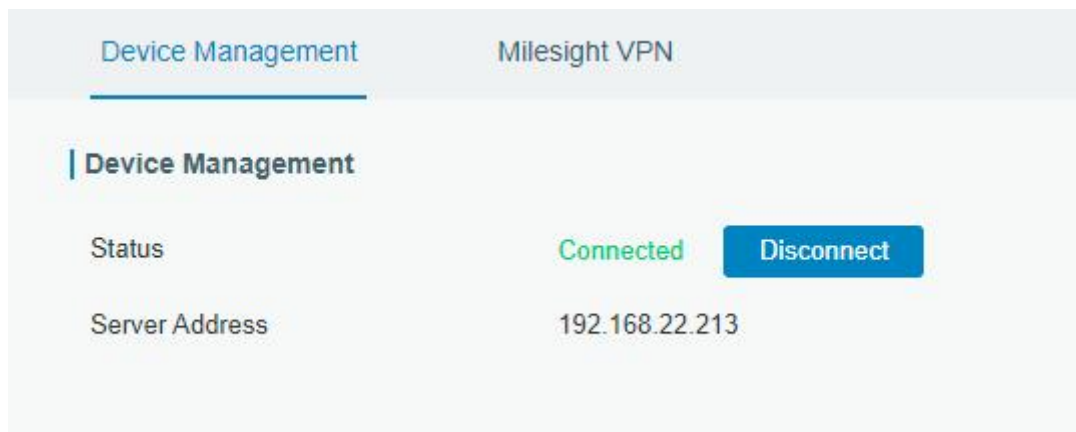 Device Management Milesight VPN
Device Management
Status Connected Disconnect
Server Address 192.168.22.213